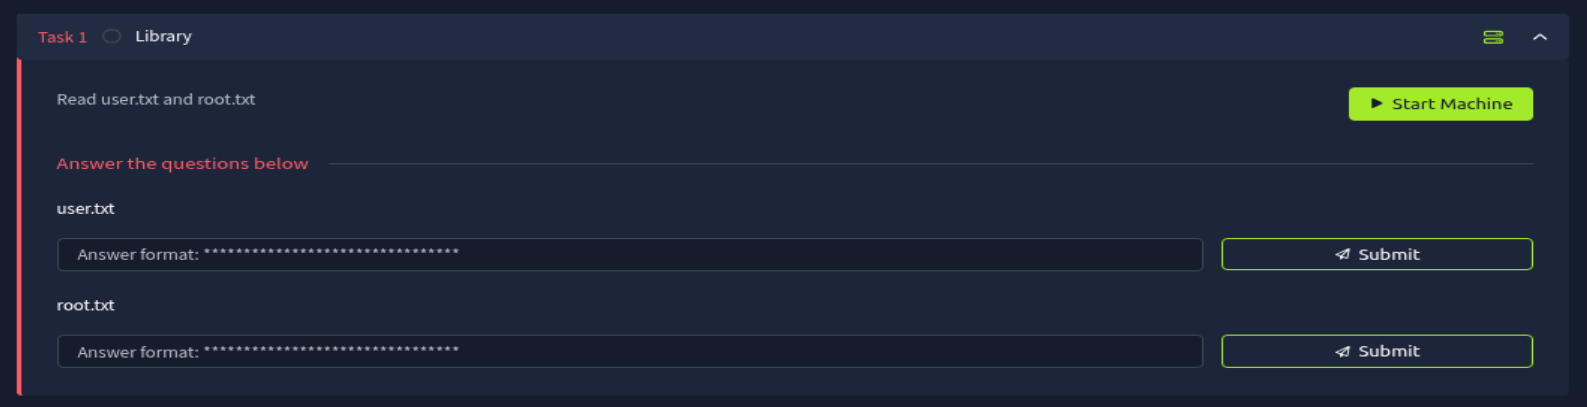 Task 1 Library
Read user.txt and root.txt
Start Machine
Answer the questions below
user.txt
Answer format: ********************************
Submit
root.txt
Answer format: ********************************
Submit